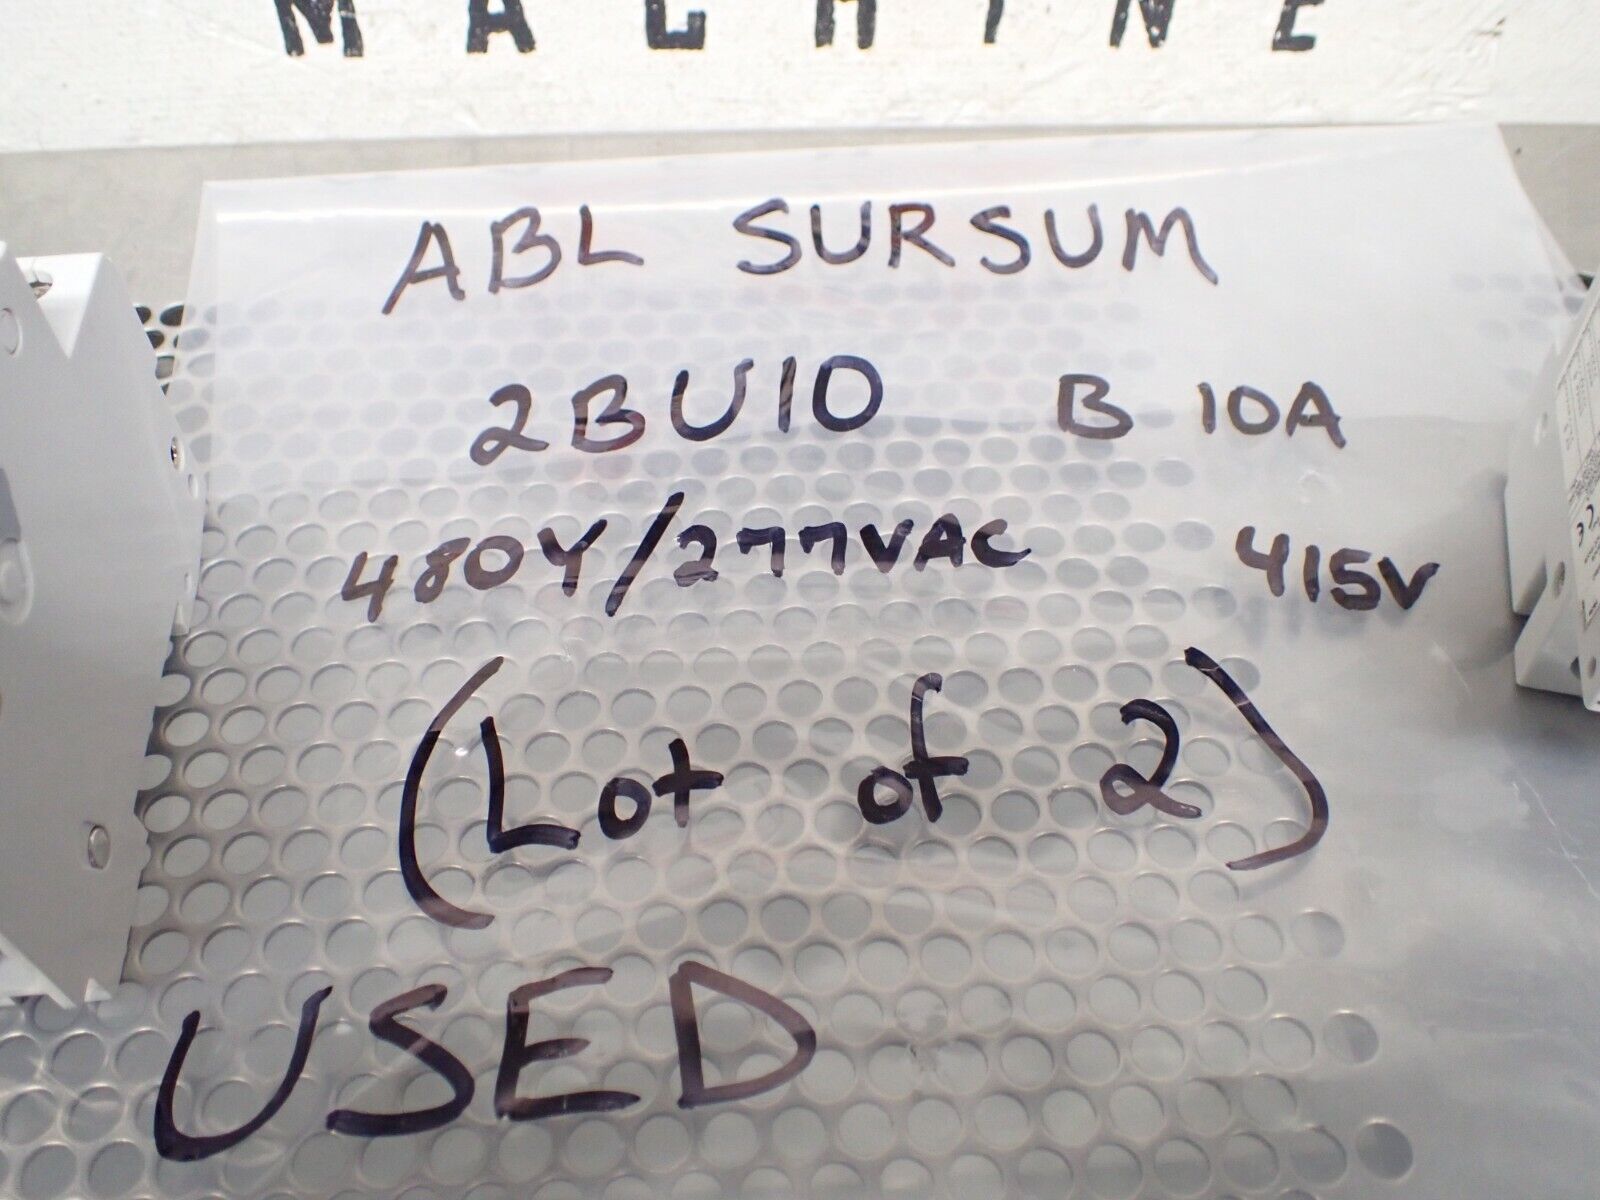 MACHINE
ABL SURSUM
2BU10 B 10A
480Y/277VAC 415V
(Lot of 2)
USED